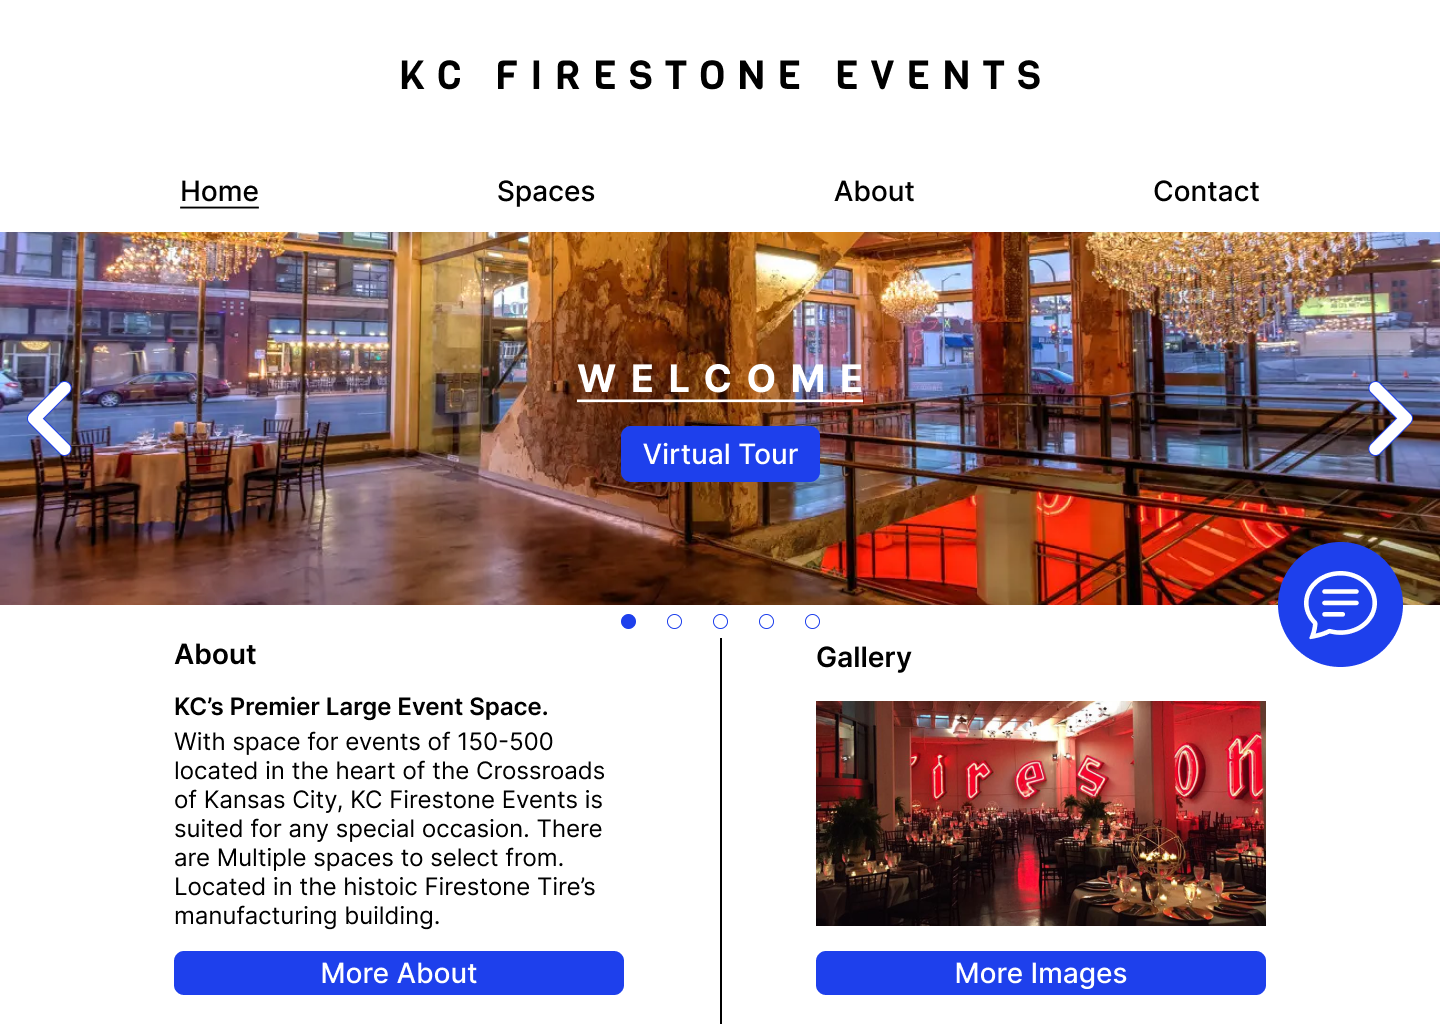 KC FIRESTONE EVENTS
Home
Spaces
About
Contact
WELCOME
Virtual Tour
About
KC’s Premier Large Event Space.
With space for events of 150-500
located in the heart of the Crossroads
of Kansas City, KC Firestone Events is
suited for any special occasion. There
are Multiple spaces to select from.
Located in the histoic Firestone Tire’s
manufacturing building.
More About
Gallery
fireston
More Images